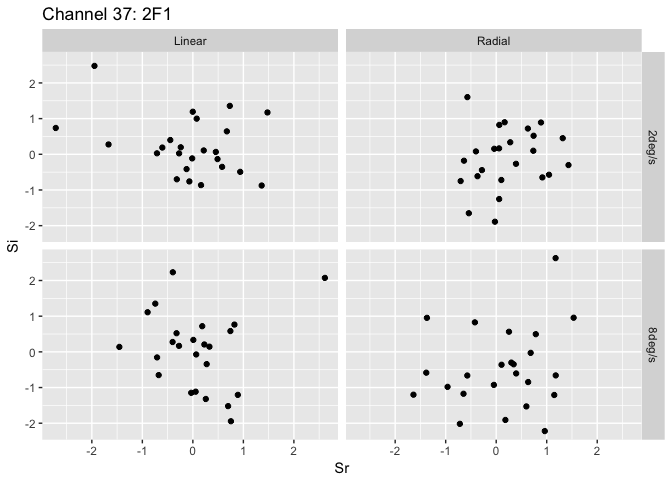 Channel 37: 2F1
Linear
Radial
2
1
0
-1
-2
2deg/s
Si
2
1
0
-1
-2
8deg/s
-2 -1 0 1 2
-2 -1 0 1 2
Sr